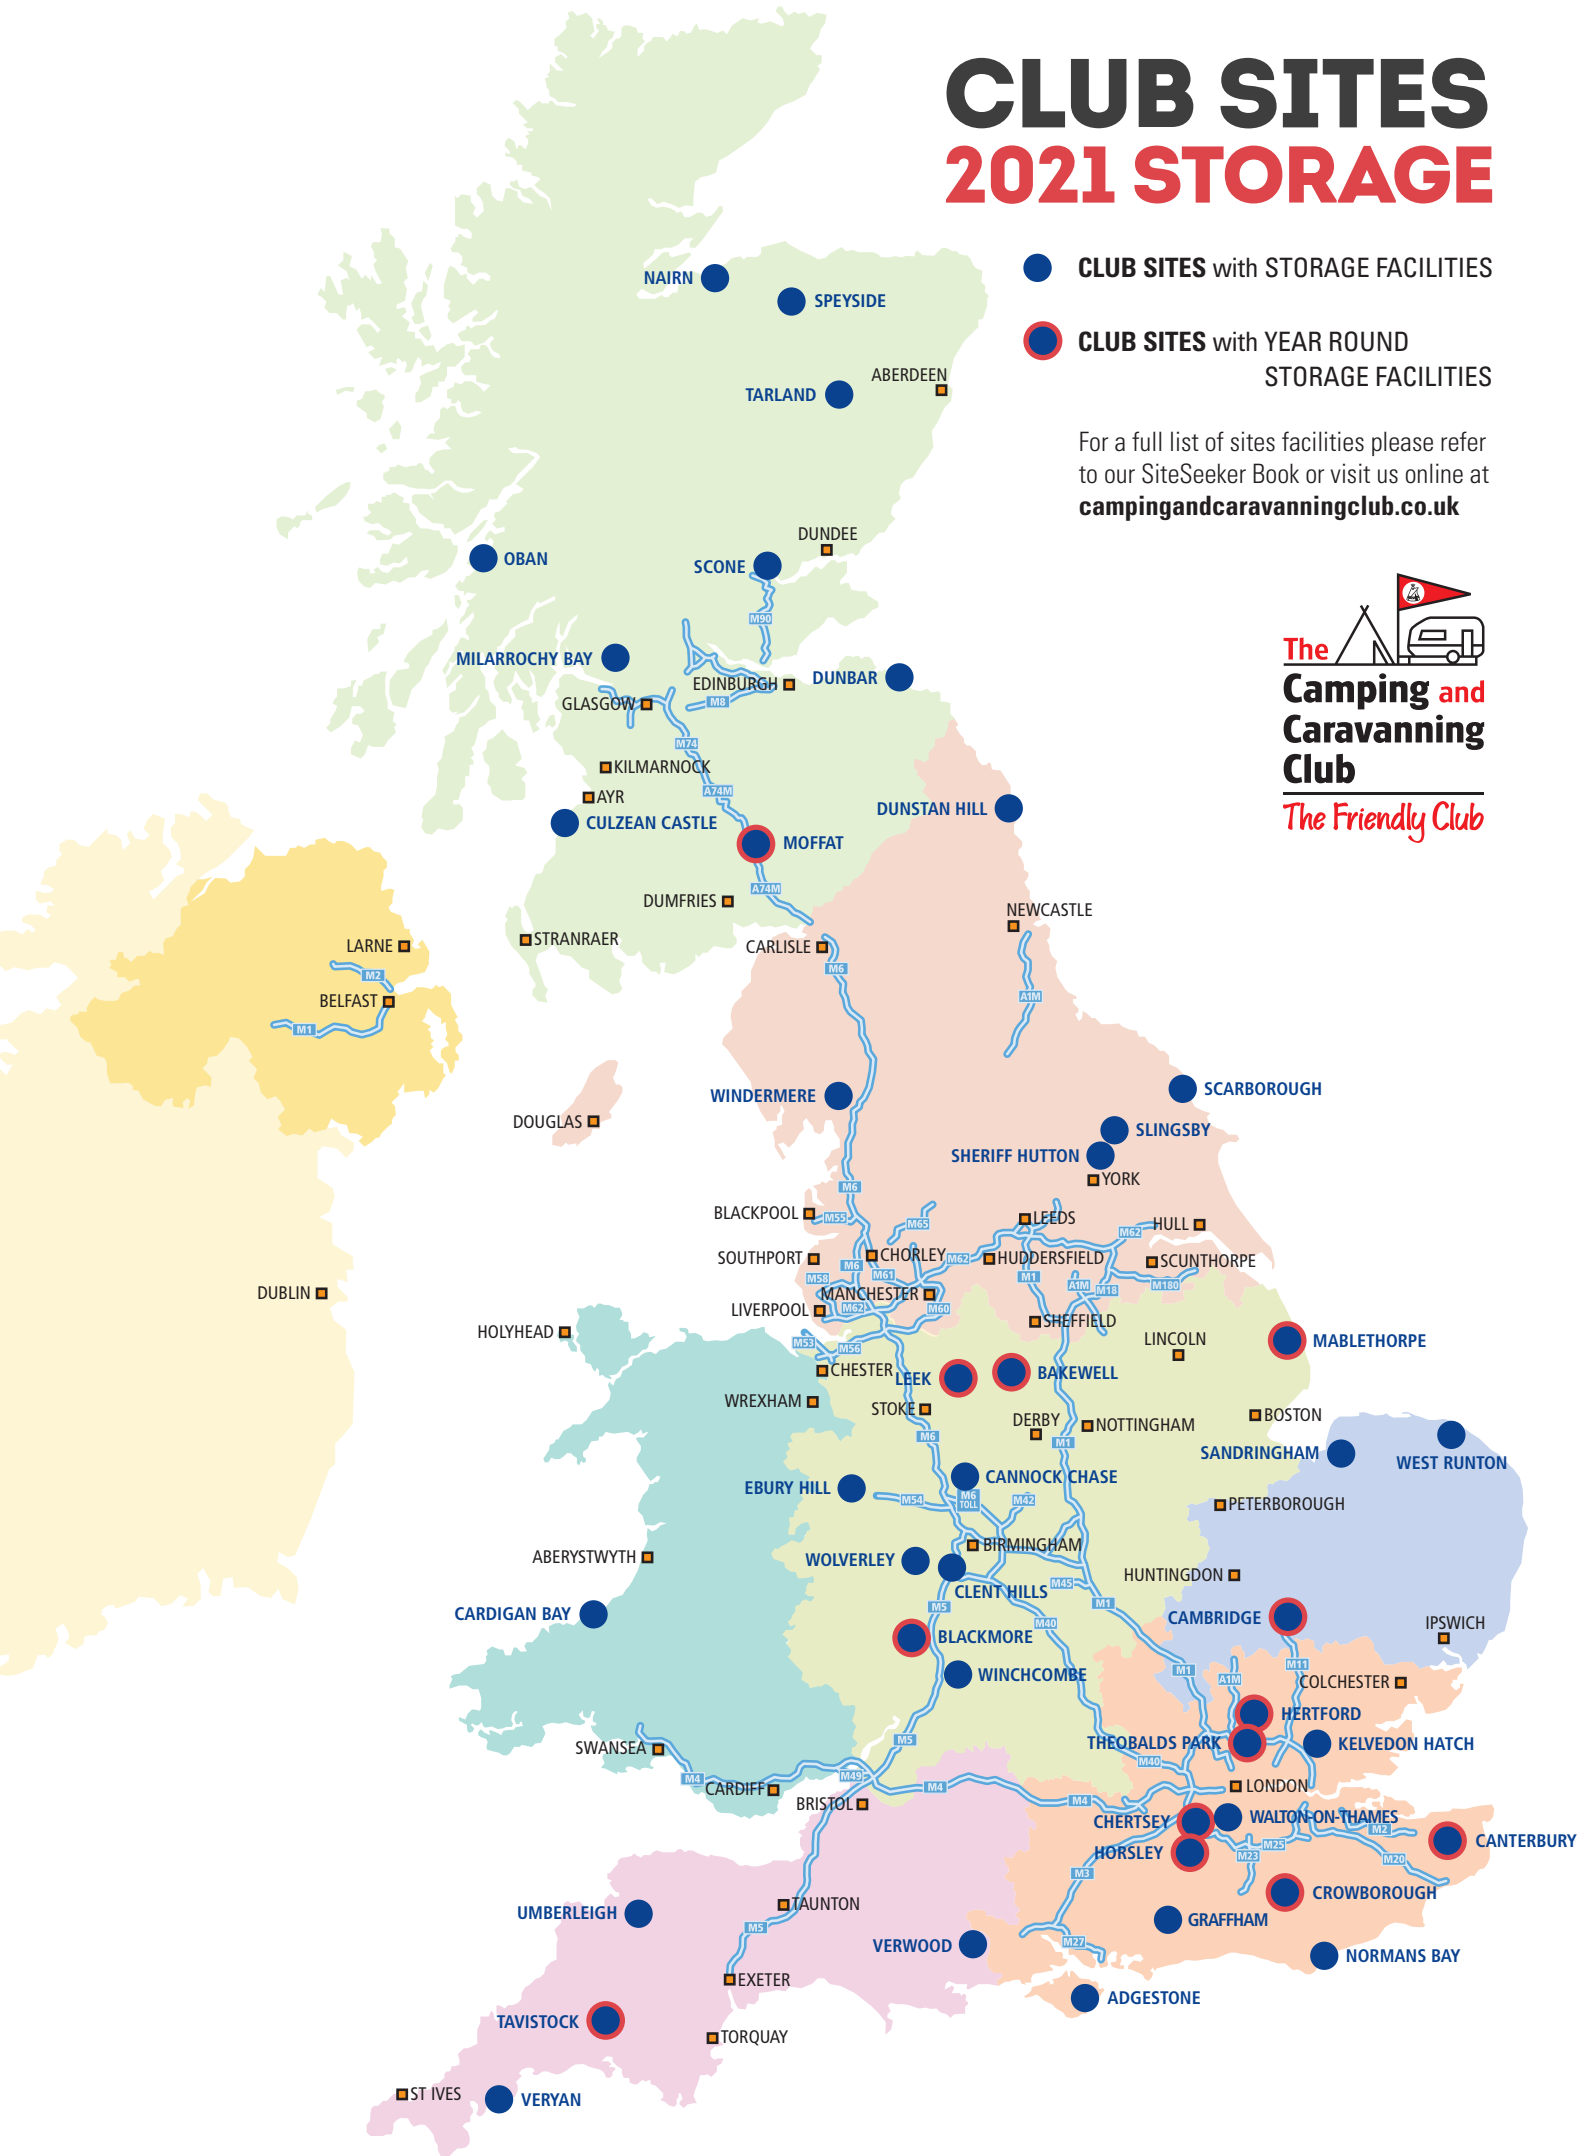 CLUB SITES
2021 STORAGE
CLUB SITES with STORAGE FACILITIES
CLUB SITES with YEAR ROUND
STORAGE FACILITIES
For a full list of sites facilities please refer
to our SiteSeeker Book or visit us online at
campingandcaravanningclub.co.uk
The
Camping and
Caravanning
Club
The Friendly Club
NAIRN
SPEYSIDE
TARLAND
ABERDEEN
DUNDEE
OBAN
SCONE
M90
MILARROCHY BAY
EDINBURGH
DUNBAR
GLASGOW
M8
M74
KILMARNOCK
A74M
AYR
CULZEAN CASTLE
DUNSTAN HILL
MOFFAT
A74M
DUMFRIES
NEWCASTLE
STRANRAER
LARNE
CARLISLE
M2
M6
BELFAST
A1M
M1
WINDERMERE
SCARBOROUGH
DOUGLAS
SLINGSBY
SHERIFF HUTTON
YORK
M6
BLACKPOOL
M55
M65
LEEDS
HULL
M62
SOUTHPORT
CHORLEY
M62
HUDDERSFIELD
SCUNTHORPE
M6
M61
M58
M1
A1M
M18
M180
DUBLIN
MANCHESTER
LIVERPOOL
M62
M60
SHEFFIELD
HOLYHEAD
M53
M56
LINCOLN
MABLETHORPE
CHESTER
LEEK
BAKEWELL
WREXHAM
STOKE
DERBY
NOTTINGHAM
BOSTON
M6
M1
SANDRINGHAM
WEST RUNTON
CANNOCK CHASE
EBURY HILL
M54
M6
TOLL
M42
PETERBOROUGH
BIRMINGHAM
ABERYSTWYTH
WOLVERLEY
HUNTINGDON
CLENT HILLS
M45
M5
M1
CARDIGAN BAY
CAMBRIDGE
M40
IPSWICH
BLACKMORE
M11
M1
WINCHCOMBE
A1M
COLCHESTER
HERTFORD
M5
THEOBALDS PARK
KELVEDON HATCH
SWANSEA
M40
M4
M49
CARDIFF
M4
LONDON
BRISTOL
M4
CHERTSEY
WALTON-ON-THAMES
M2
CANTERBURY
M25
HORSLEY
M23
M20
M3
CROWBOROUGH
TAUNTON
UMBERLEIGH
M5
GRAFFHAM
M27
VERWOOD
NORMANS BAY
EXETER
ADGESTONE
TAVISTOCK
TORQUAY
ST IVES
VERYAN